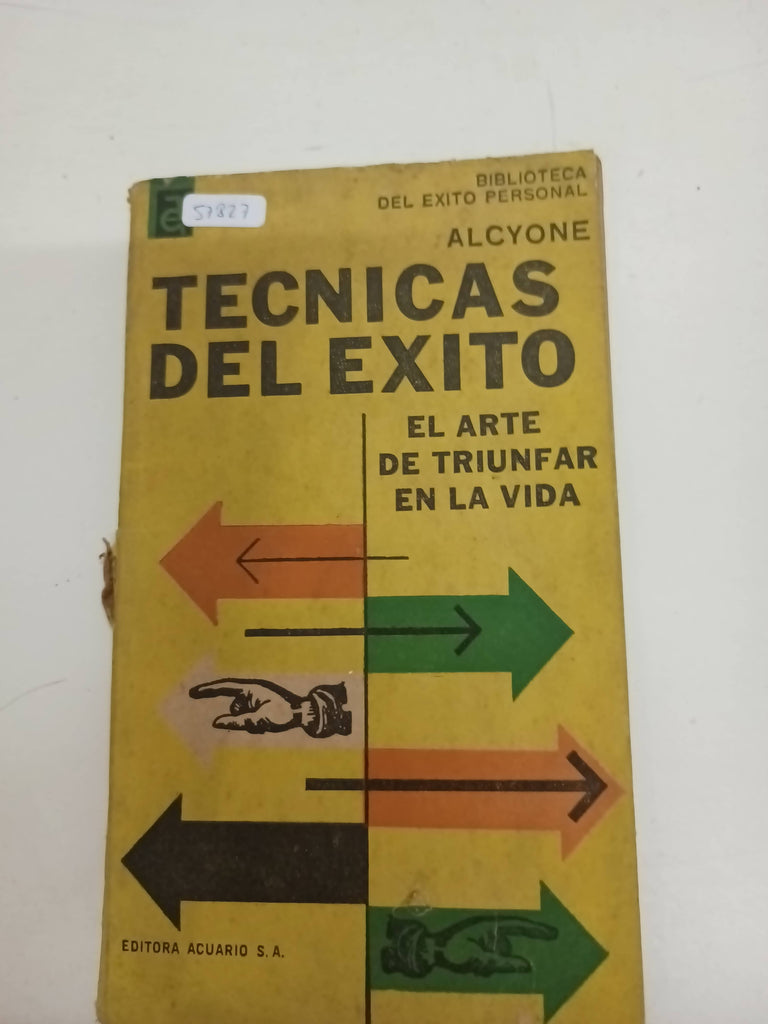 BIBLIOTECA
DEL EXITO PERSONAL
57827
ALCYONE
TECNICAS
DEL EXITO
EL ARTE
DE TRIUNFAR
EN LA VIDA
EDITORA ACUARIO S.A.